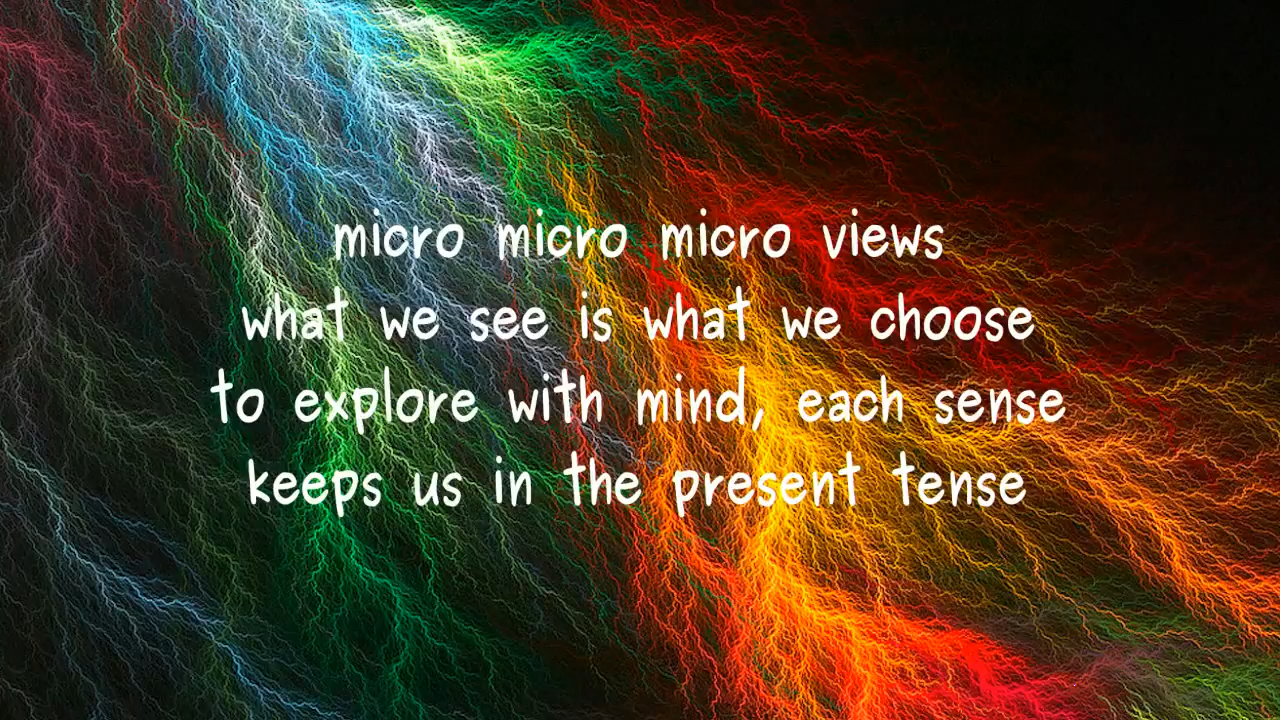 micro micro micro views
what we see is what we choose
to explore with mind, each sense
keeps us in the present tense